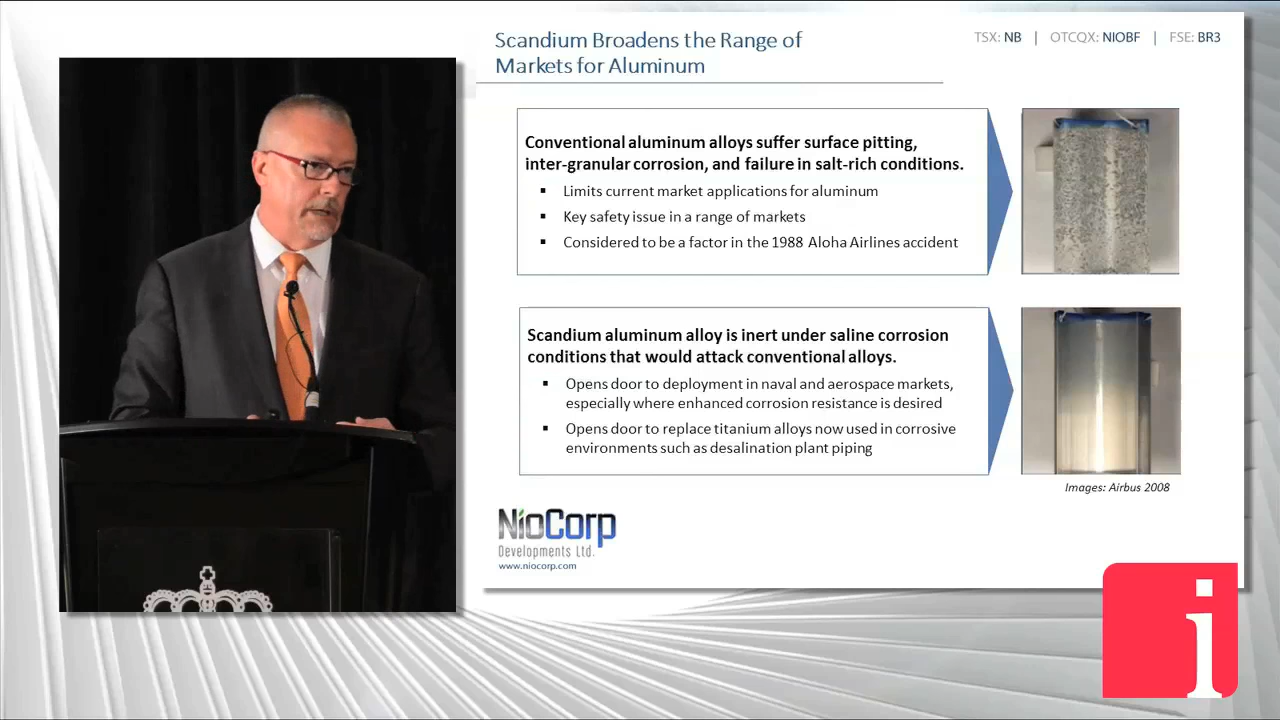 Scandium Broadens the Range of
Markets for Aluminum
TSX: NB | OTCQX: NIOBF | FSE: BR3
Conventional aluminum alloys suffer surface pitting,
inter-granular corrosion, and failure in salt-rich conditions.
▪ Limits current market applications for aluminum
▪ Key safety issue in a range of markets
▪ Considered to be a factor in the 1988 Aloha Airlines accident
Scandium aluminum alloy is inert under saline corrosion
conditions that would attack conventional alloys.
▪ Opens door to deployment in naval and aerospace markets,
especially where enhanced corrosion resistance is desired
▪ Opens door to replace titanium alloys now used in corrosive
environments such as desalination plant piping
Images: Airbus 2008
NioCorp
Developments Ltd.
www.niocorp.com
i